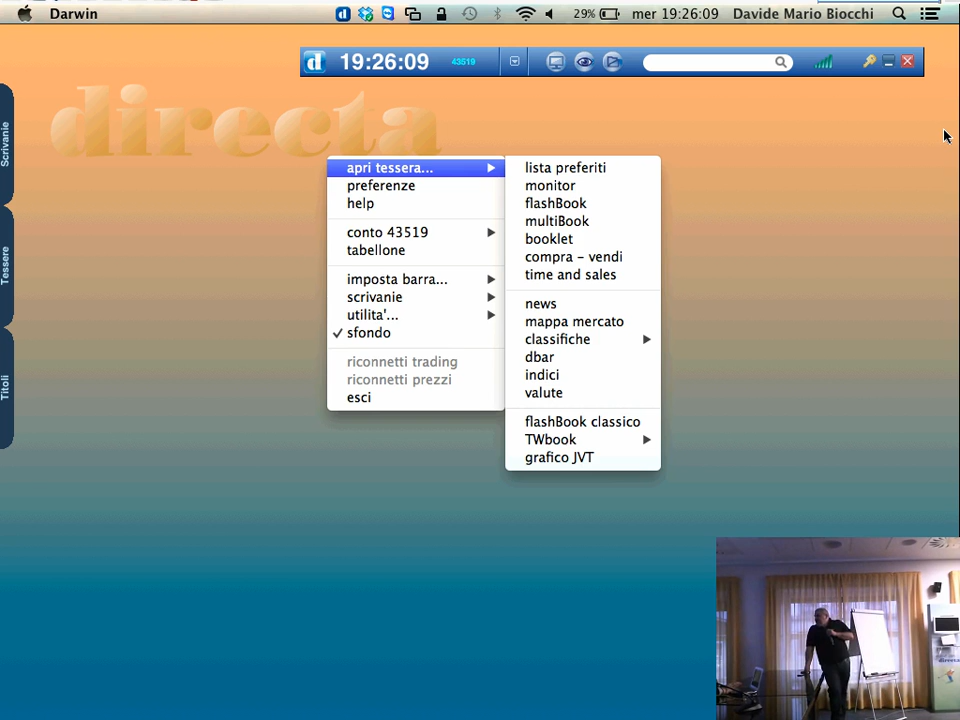 Darwin
29%
mer 19:26:09
Davide Mario Biocchi
d
19:26:09
43519
directa
Scrivanie
Tessere
Titoli
apri tessera...
preferenze
help
conto 43519
tabellone
imposta barra...
scrivanie
utilita'...
sfondo
riconnetti trading
riconnetti prezzi
esci
lista preferiti
monitor
flashBook
multiBook
booklet
compra - vendi
time and sales
news
mappa mercato
classifiche
dbar
indici
valute
flashBook classico
TWbook
grafico JVT
directa